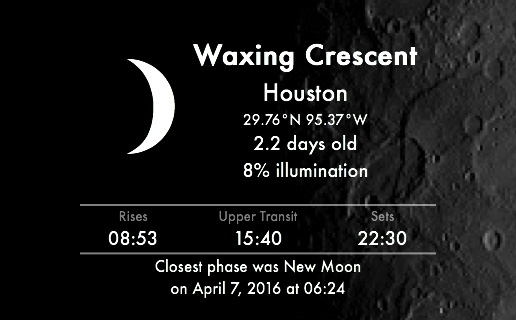 Waxing Crescent
Houston
29.76°N 95.37°W
2.2 days old
8% illumination
Rises Upper Transit Sets
08:53 15:40 22:30
Closest phase was New Moon
on April 7, 2016 at 06:24